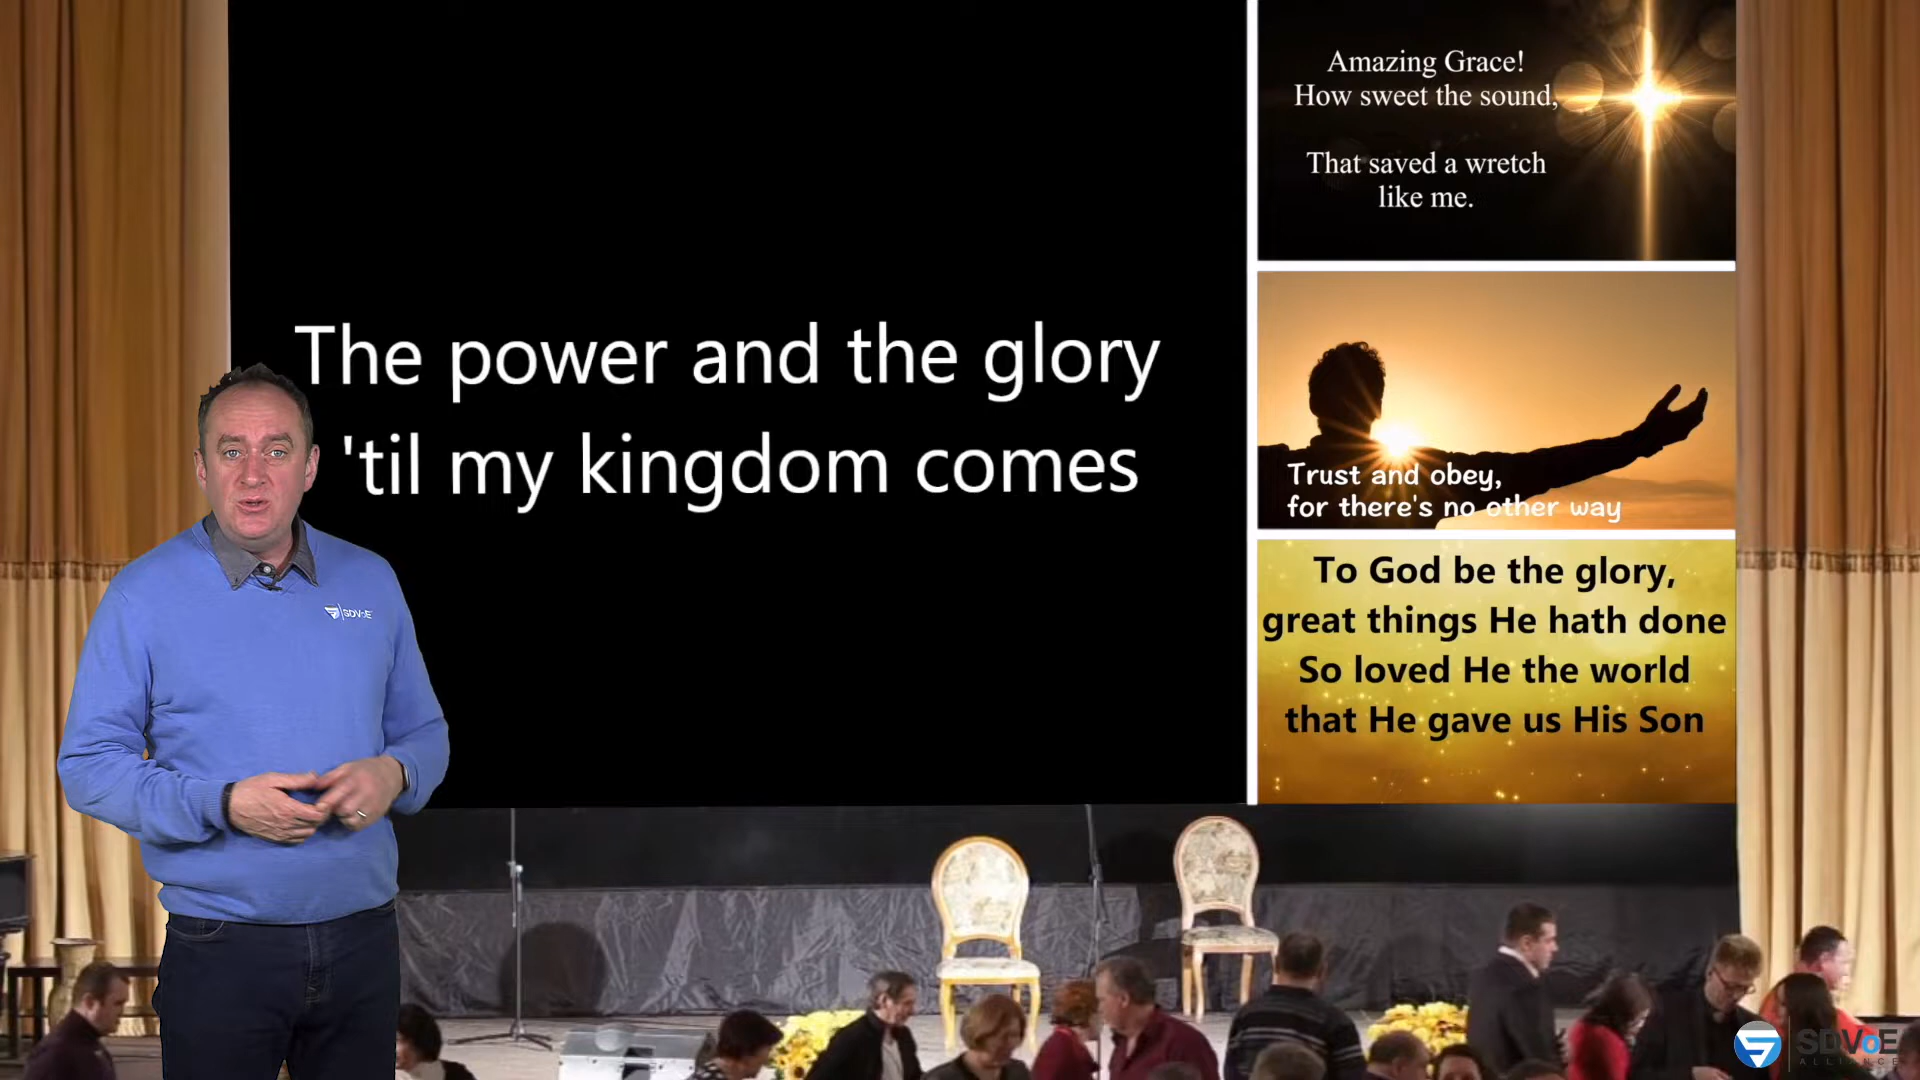 The power and the glory
'til my kingdom comes
Amazing Grace!
How sweet the sound,
That saved a wretch
like me.
Trust and obey,
for there's no other way
To God be the glory,
great things He hath done
So loved He the world
that He gave us His Son
SDVoE
SDVoE
ALLIANCE